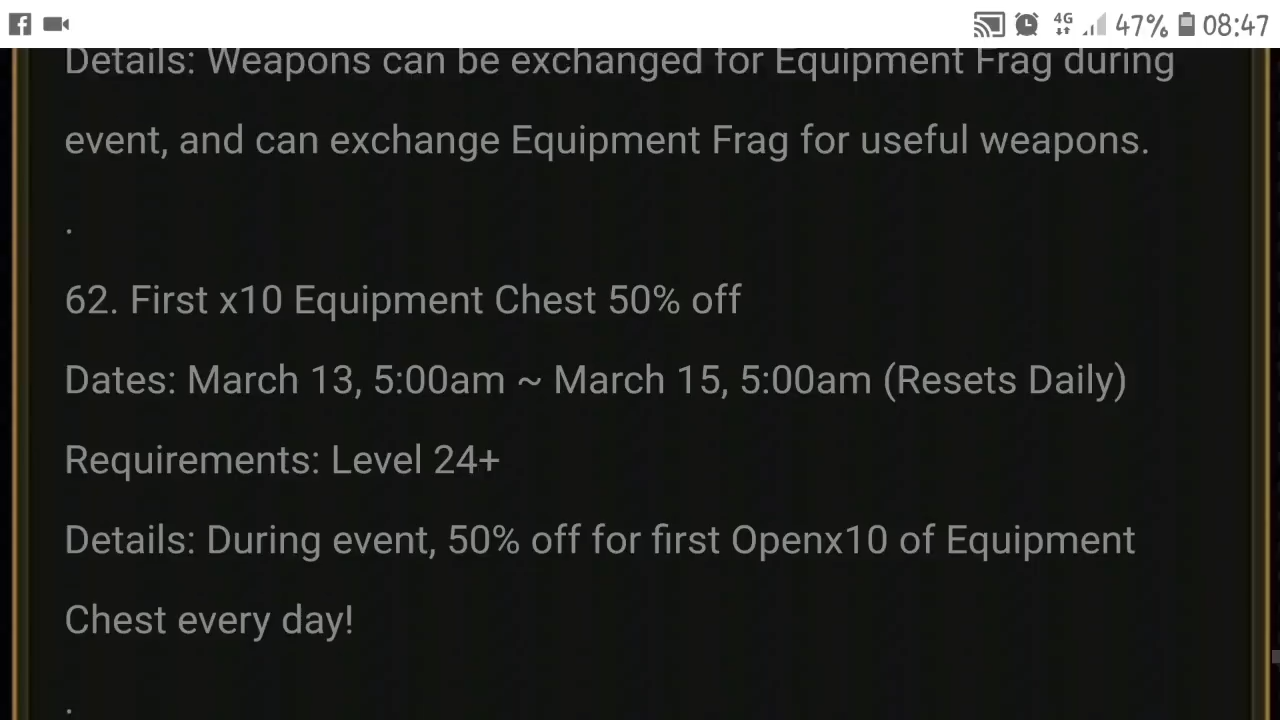 4G 47% 08:47
Details: Weapons can be exchanged for Equipment Frag during
event, and can exchange Equipment Frag for useful weapons.
.
62. First x10 Equipment Chest 50% off
Dates: March 13, 5:00am ~ March 15, 5:00am (Resets Daily)
Requirements: Level 24+
Details: During event, 50% off for first Openx10 of Equipment
Chest every day!
.